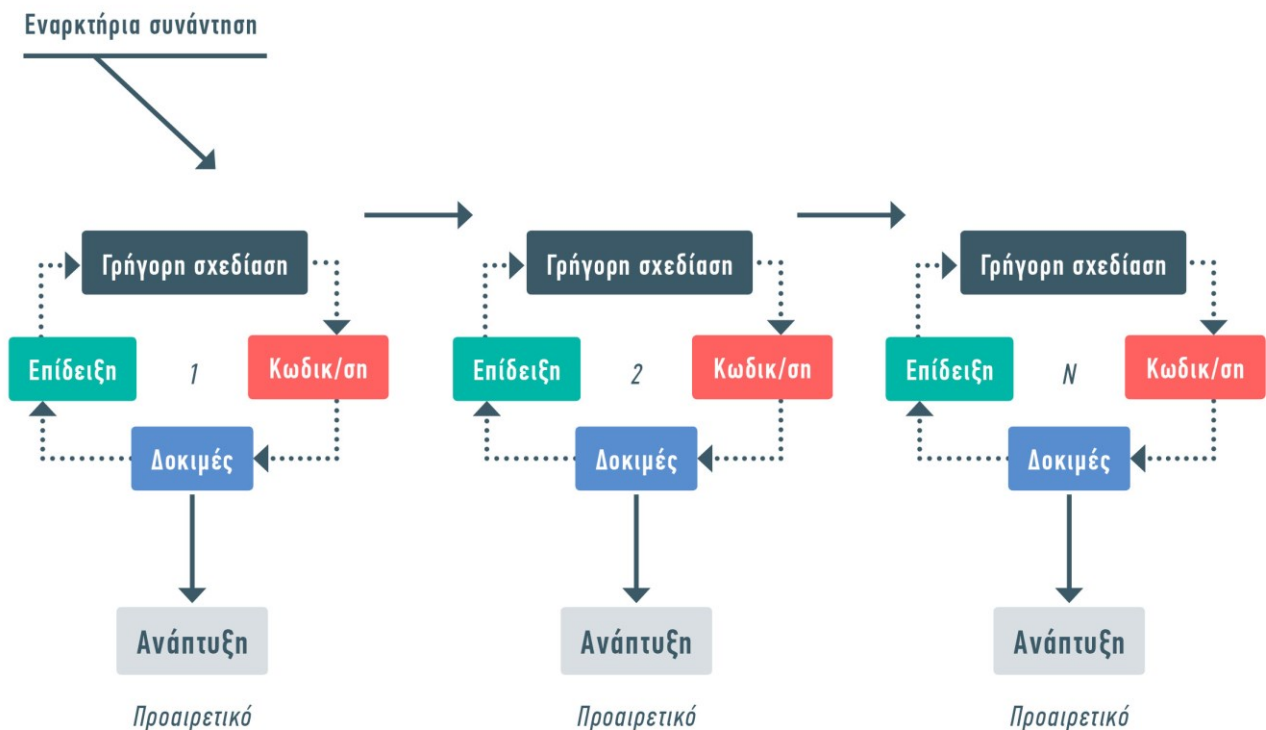 Εναρκτήρια συνάντηση
Γρήγορη σχεδίαση
Επίδειξη
1
Κωδικ/ση
Δοκιμές
Ανάπτυξη
Προαιρετικό
Γρήγορη σχεδίαση
Επίδειξη
2
Κωδικ/ση
Δοκιμές
Ανάπτυξη
Προαιρετικό
Γρήγορη σχεδίαση
Επίδειξη
N
Κωδικ/ση
Δοκιμές
Ανάπτυξη
Προαιρετικό